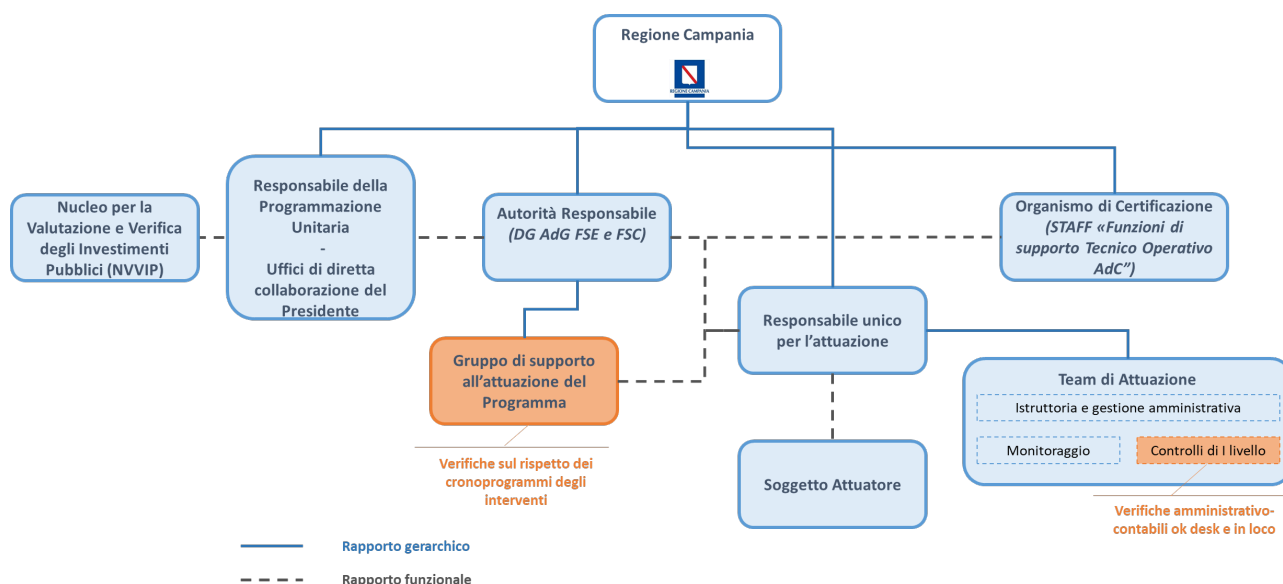 Regione Campania
REGIONE CAMPANIA
Nucleo per la
Valutazione e Verifica
degli Investimenti
Pubblici (NVVIP)
Responsabile della
Programmazione
Unitaria
-
Uffici di diretta
collaborazione del
Presidente
Autorità Responsabile
(DG AdG FSE e FSC)
Organismo di Certificazione
(STAFF «Funzioni di
supporto Tecnico Operativo
AdC”)
Gruppo di supporto
all’attuazione del
Programma
Responsabile unico
per l’attuazione
Team di Attuazione
Istruttoria e gestione amministrativa
Monitoraggio
Controlli di I livello
Verifiche sul rispetto dei
cronoprogrammi degli
interventi
Soggetto Attuatore
Verifiche amministrativo-
contabili ok desk e in loco
Rapporto gerarchico
Rapporto funzionale